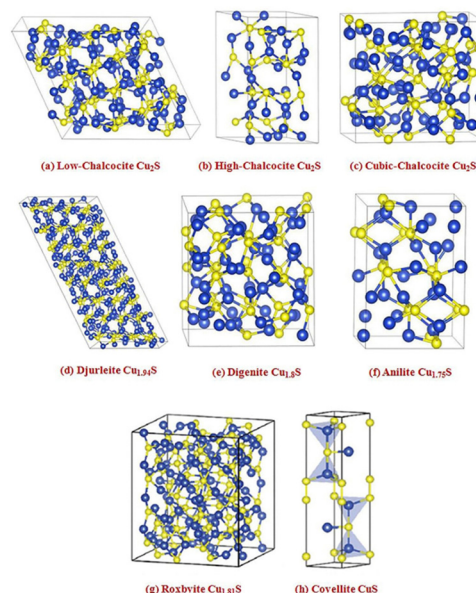 (a) Low-Chalcocite Cu₂S
(b) High-Chalcocite Cu₂S
(c) Cubic-Chalcocite Cu₂S
(d) Djurleite Cu₁.₉₄S
(e) Digenite Cu₁.₈S
(f) Anilite Cu₁.₇₅S
(g) Roxbvite Cu₁.₈₁S
(h) Covellite CuS